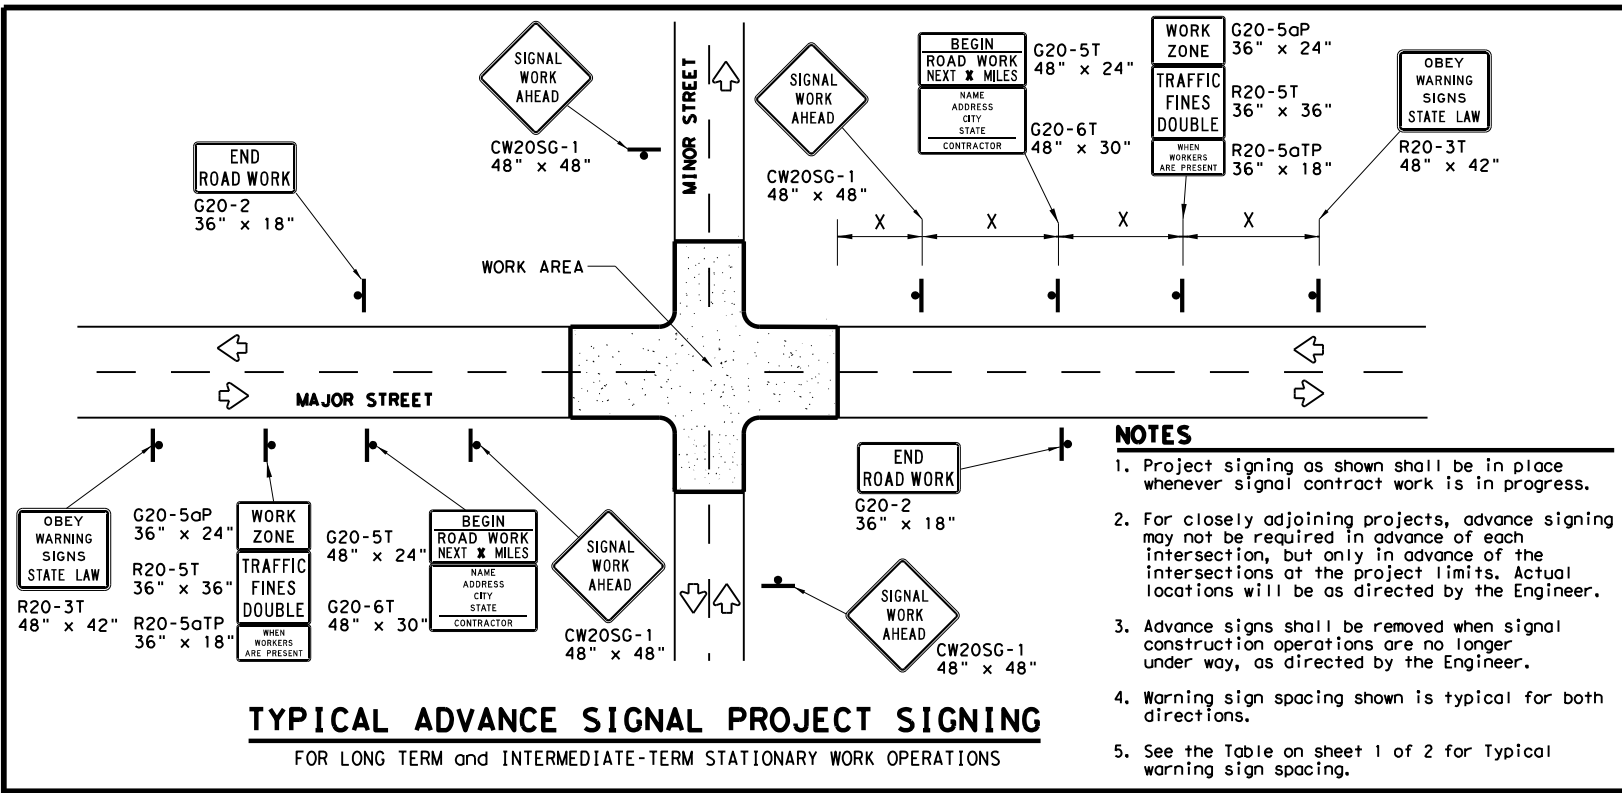 SIGNAL
WORK
AHEAD
CW20SG-1
48" x 48"
END
ROAD WORK
G20-2
36" x 18"
WORK AREA
MINOR STREET
SIGNAL
WORK
AHEAD
CW20SG-1
48" x 48"
BEGIN
ROAD WORK
NEXT X MILES
NAME
ADDRESS
CITY
STATE
CONTRACTOR
G20-5T
48" x 24"
G20-6T
48" x 30"
WORK
ZONE
TRAFFIC
FINES
DOUBLE
WHEN
WORKERS
ARE PRESENT
G20-5aP
36" x 24"
R20-5T
36" x 36"
R20-5aTP
36" x 18"
OBEY
WARNING
SIGNS
STATE LAW
R20-3T
48" x 42"
X
X
X
X
MAJOR STREET
OBEY
WARNING
SIGNS
STATE LAW
R20-3T
48" x 42"
G20-5aP
36" x 24"
R20-5T
36" x 36"
R20-5aTP
36" x 18"
WORK
ZONE
TRAFFIC
FINES
DOUBLE
WHEN
WORKERS
ARE PRESENT
G20-5T
48" x 24"
G20-6T
48" x 30"
BEGIN
ROAD WORK
NEXT X MILES
NAME
ADDRESS
CITY
STATE
CONTRACTOR
SIGNAL
WORK
AHEAD
CW20SG-1
48" x 48"
END
ROAD WORK
G20-2
36" x 18"
SIGNAL
WORK
AHEAD
CW20SG-1
48" x 48"
TYPICAL ADVANCE SIGNAL PROJECT SIGNING
FOR LONG TERM and INTERMEDIATE-TERM STATIONARY WORK OPERATIONS
NOTES
1. Project signing as shown shall be in place
whenever signal contract work is in progress.
2. For closely adjoining projects, advance signing
may not be required in advance of each
intersection, but only in advance of the
intersections at the project limits. Actual
locations will be as directed by the Engineer.
3. Advance signs shall be removed when signal
construction operations are no longer
under way, as directed by the Engineer.
4. Warning sign spacing shown is typical for both
directions.
5. See the Table on sheet 1 of 2 for Typical
warning sign spacing.